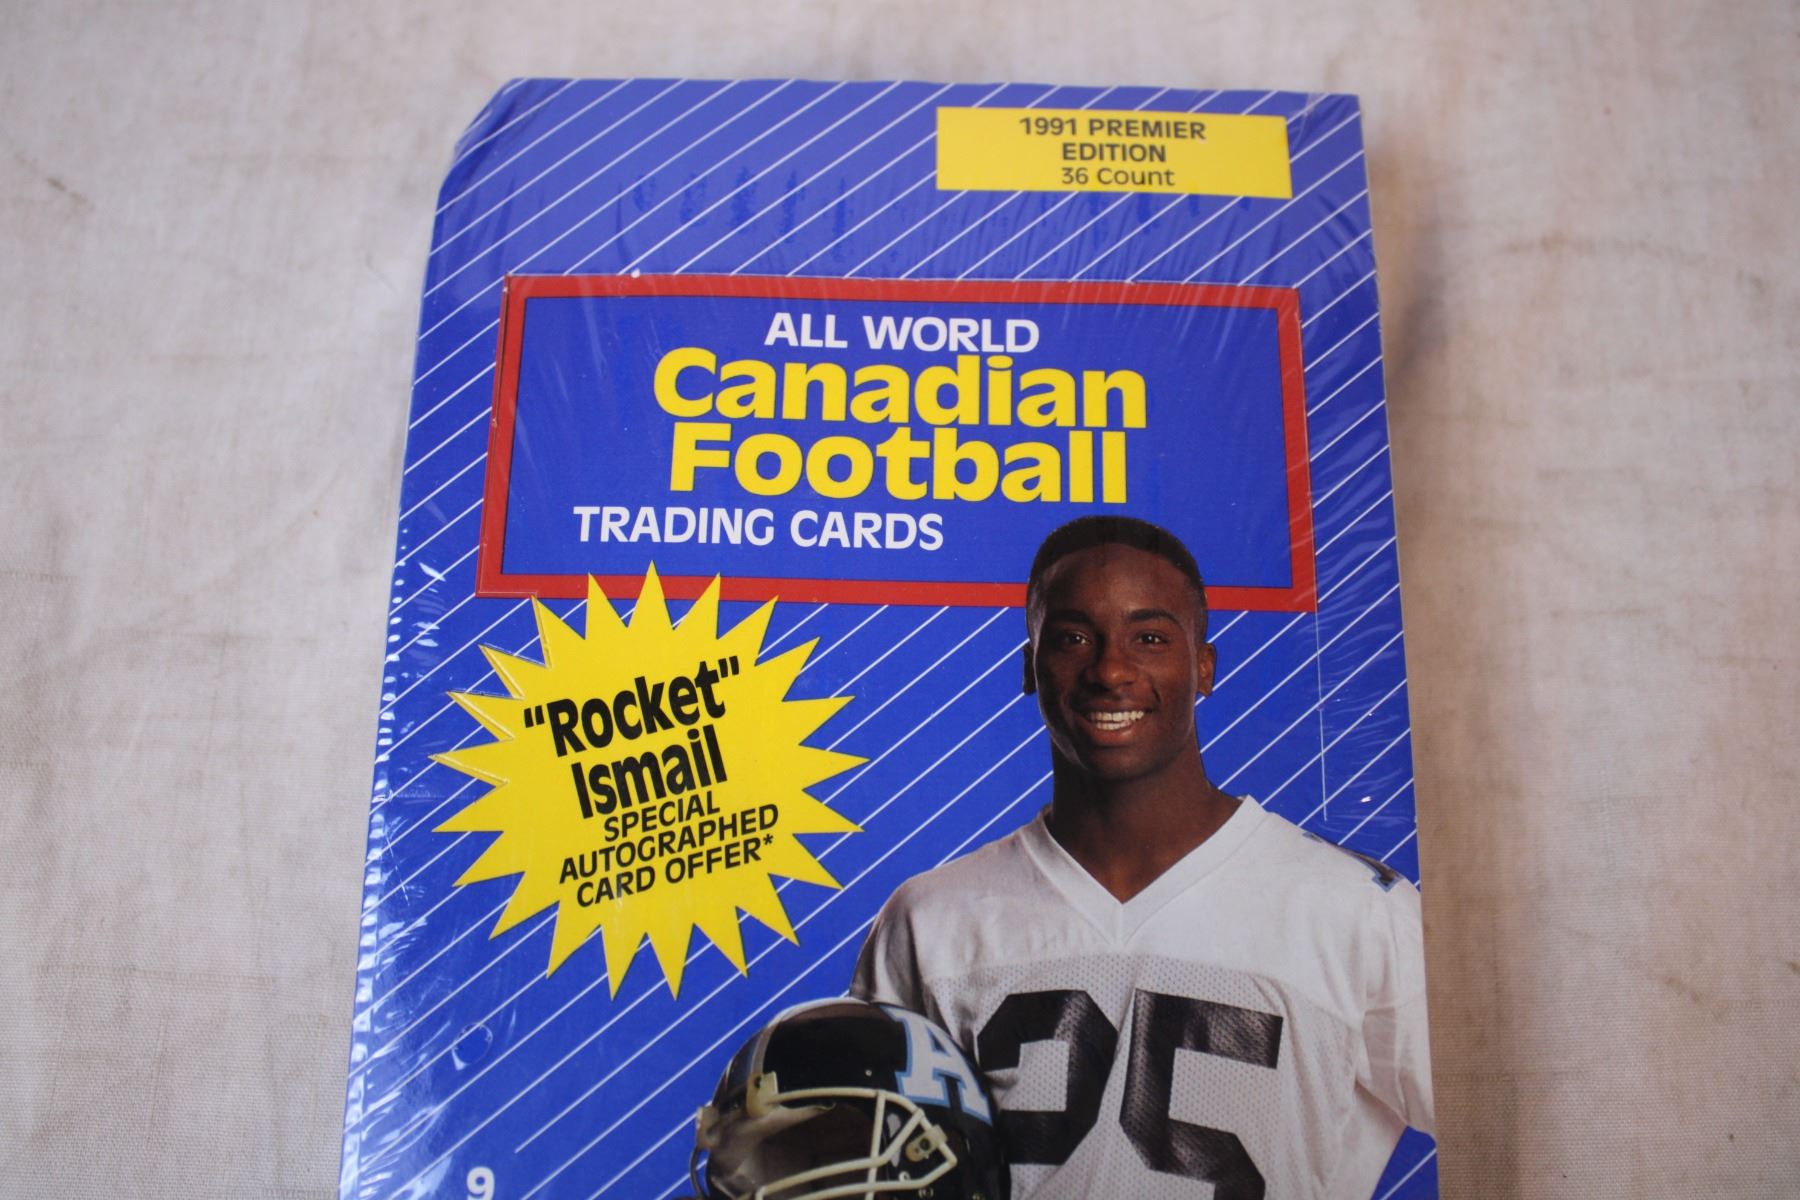 1991 PREMIER
EDITION
36 Count
ALL WORLD
Canadian
Football
TRADING CARDS
"Rocket"
Ismail
SPECIAL
AUTOGRAPHED
CARD OFFER*
25
A
9